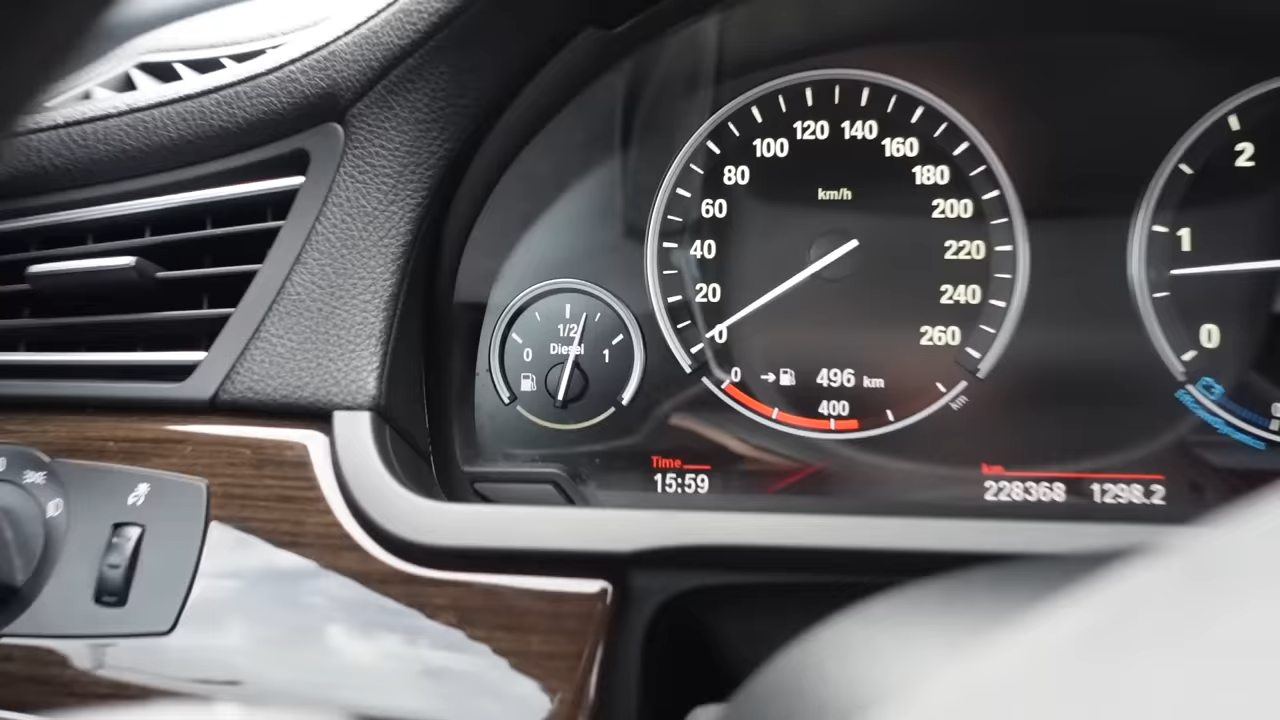 120 140
100 160
80 180
60 200
40 220
20 240
0 260
km/h
0 → 496 km
400
km
1/2
Diesel
0 1
Time
15:59
km
228368 1298.2
2
1
0